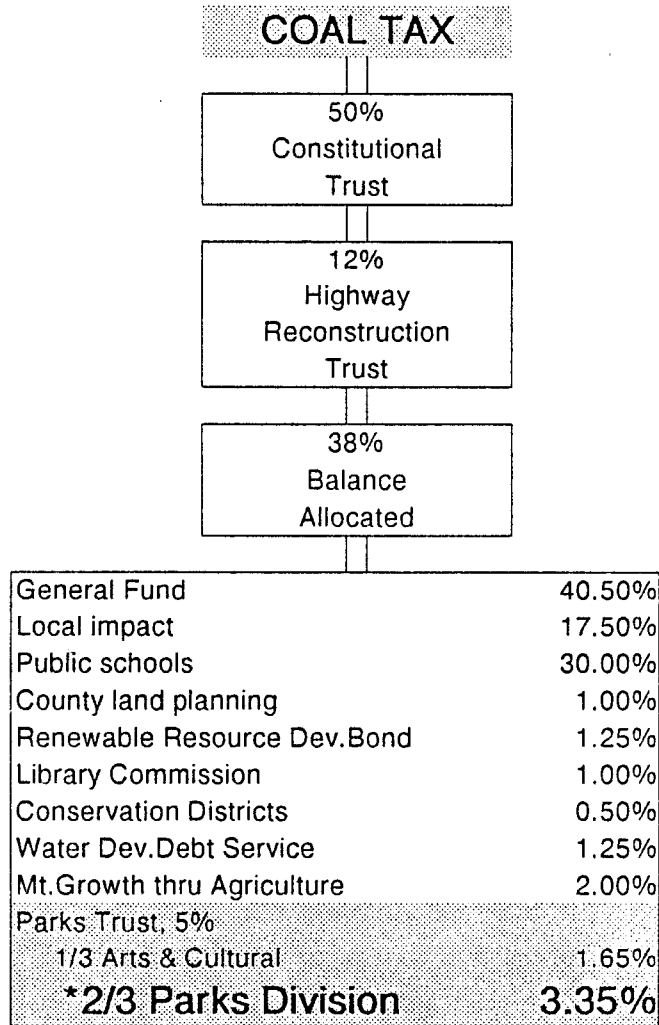 COAL TAX
50%
Constitutional
Trust
12%
Highway
Reconstruction
Trust
38%
Balance
Allocated
General Fund 40.50%
Local impact 17.50%
Public schools 30.00%
County land planning 1.00%
Renewable Resource Dev.Bond 1.25%
Library Commission 1.00%
Conservation Districts 0.50%
Water Dev.Debt Service 1.25%
Mt.Growth thru Agriculture 2.00%
Parks Trust, 5%
1/3 Arts & Cultural 1.65%
*2/3 Parks Division 3.35%